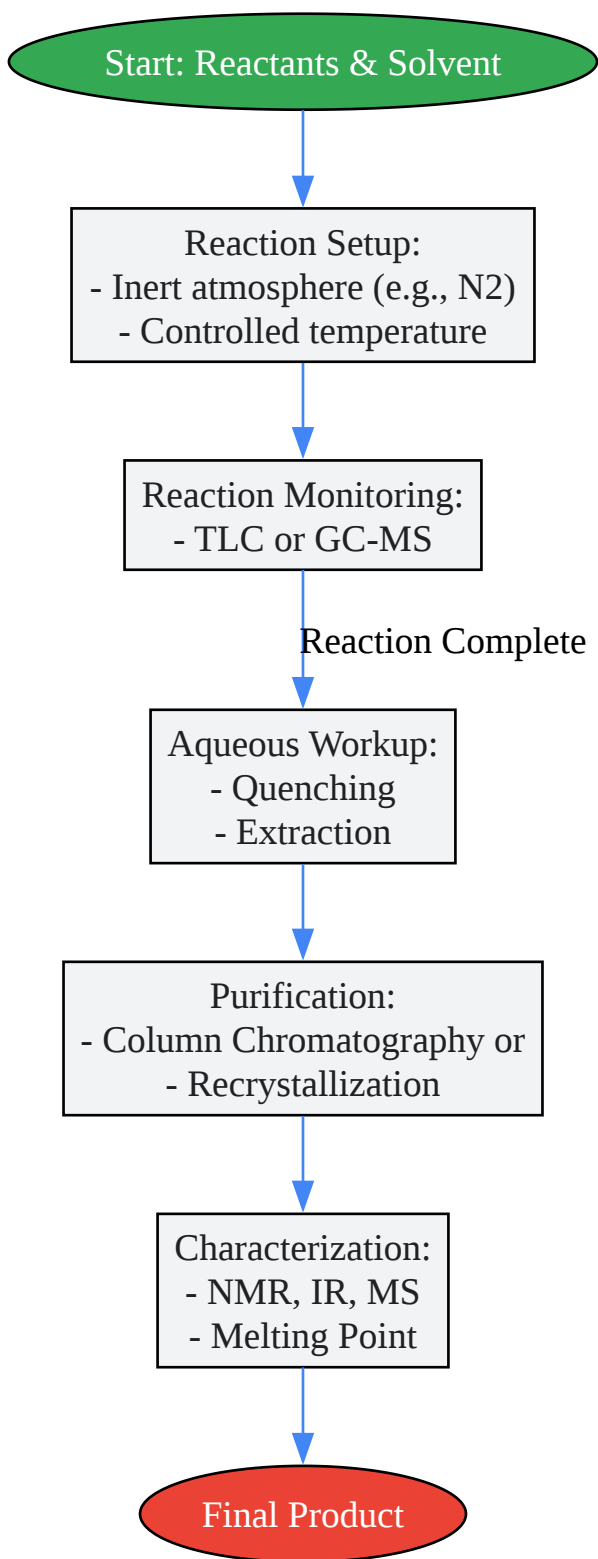 Start: Reactants & Solvent
Reaction Setup:
- Inert atmosphere (e.g., N2)
- Controlled temperature
Reaction Monitoring:
- TLC or GC-MS
Reaction Complete
Aqueous Workup:
- Quenching
- Extraction
Purification:
- Column Chromatography or
- Recrystallization
Characterization:
- NMR, IR, MS
- Melting Point
Final Product